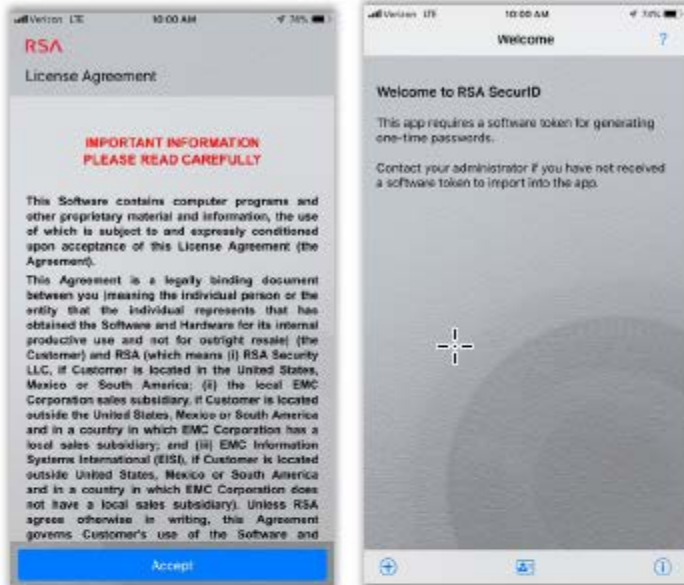 Verizon LTE 10:00 AM 74%
RSA
License Agreement
IMPORTANT INFORMATION
PLEASE READ CAREFULLY
This Software contains computer programs and
other proprietary material and information, the use
of which is subject to and expressly conditioned
upon acceptance of this License Agreement (the
Agreement).
This Agreement is a legally binding document
between you (meaning the individual person or the
entity that the individual represents that has
obtained the Software and Hardware for its internal
productive use and not for outright resale) (the
Customer) and RSA (which means (i) RSA Security
LLC, if Customer is located in the United States,
Mexico or South America; (ii) the local EMC
Corporation sales subsidiary, if Customer is located
outside the United States, Mexico or South America
and in a country in which EMC Corporation has a
local sales subsidiary; and (iii) EMC Information
Systems International (EISI), if Customer is located
outside United States, Mexico or South America
and in a country in which EMC Corporation does
not have a local sales subsidiary). Unless RSA
agrees otherwise in writing, this Agreement
governs Customer's use of the Software and
Accept
Verizon LTE 10:00 AM 74%
Welcome ?
Welcome to RSA SecurID
This app requires a software token for generating
one-time passwords.
Contact your administrator if you have not received
a software token to import into the app.